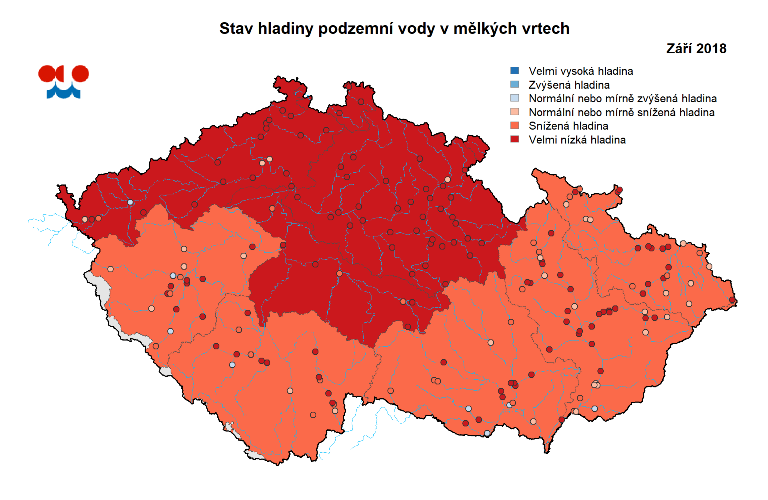 Stav hladiny podzemní vody v mělkých vrtech
Září 2018
Velmi vysoká hladina
Zvýšená hladina
Normální nebo mírně zvýšená hladina
Normální nebo mírně snížená hladina
Snížená hladina
Velmi nízká hladina